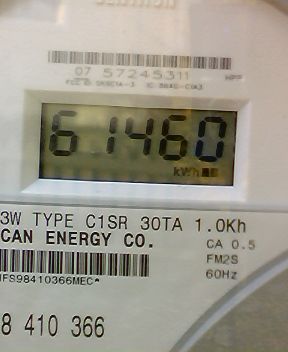 07 57245311
61460
kWh
3W TYPE C1SR 30TA 1.0Kh
CAN ENERGY CO.
CA 0.5
FM2S
60Hz
IFS98410366MEC*
8 410 366